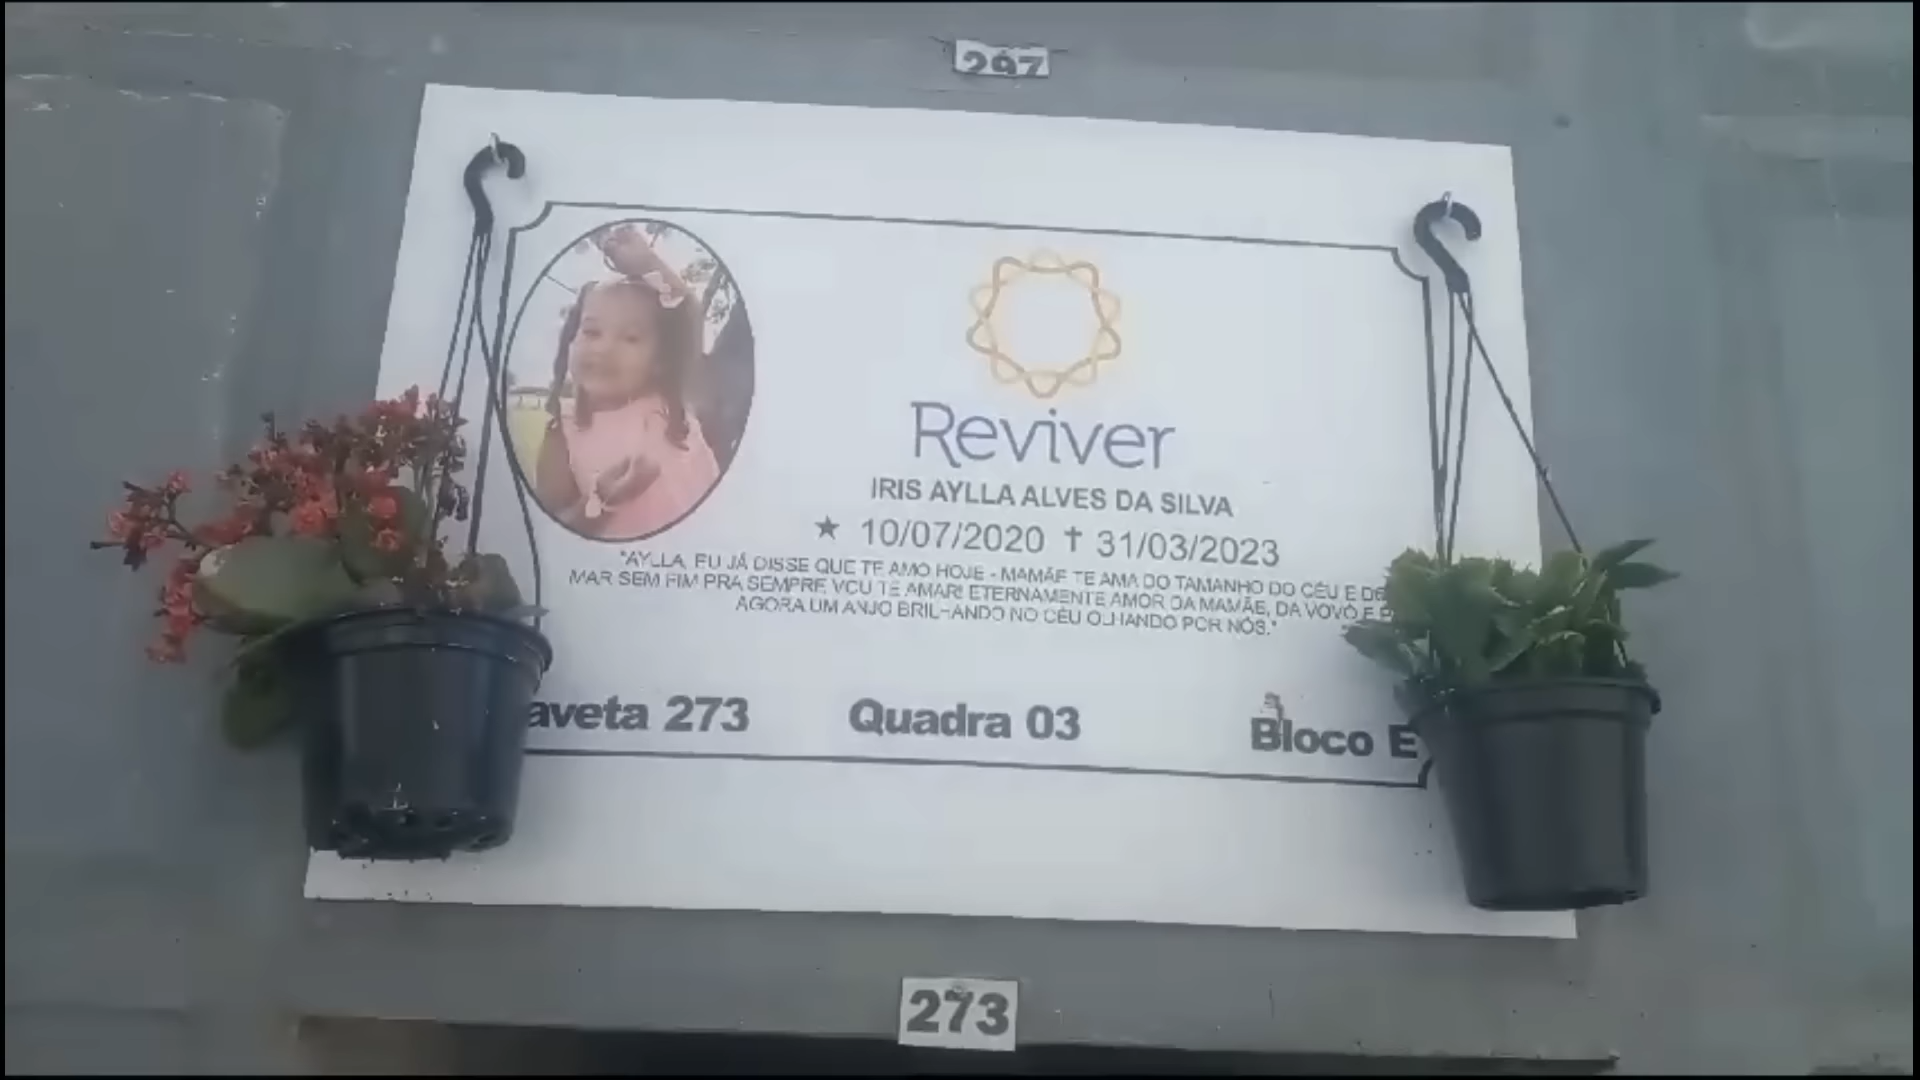 297
Reviver
IRIS AYLLA ALVES DA SILVA
★ 10/07/2020 ✝ 31/03/2023
"AYLLA, EU JÁ DISSE QUE TE AMO HOJE - MAMÃE TE AMA DO TAMANHO DO CÉU E DE
MAR SEM FIM PRA SEMPRE VOU TE AMAR! ETERNAMENTE AMOR DA MAMÃE, DA VOVÓ E
AGORA UM ANJO BRILHANDO NO CÉU OLHANDO POR NÓS."
aveta 273 Quadra 03 Bloco E
273